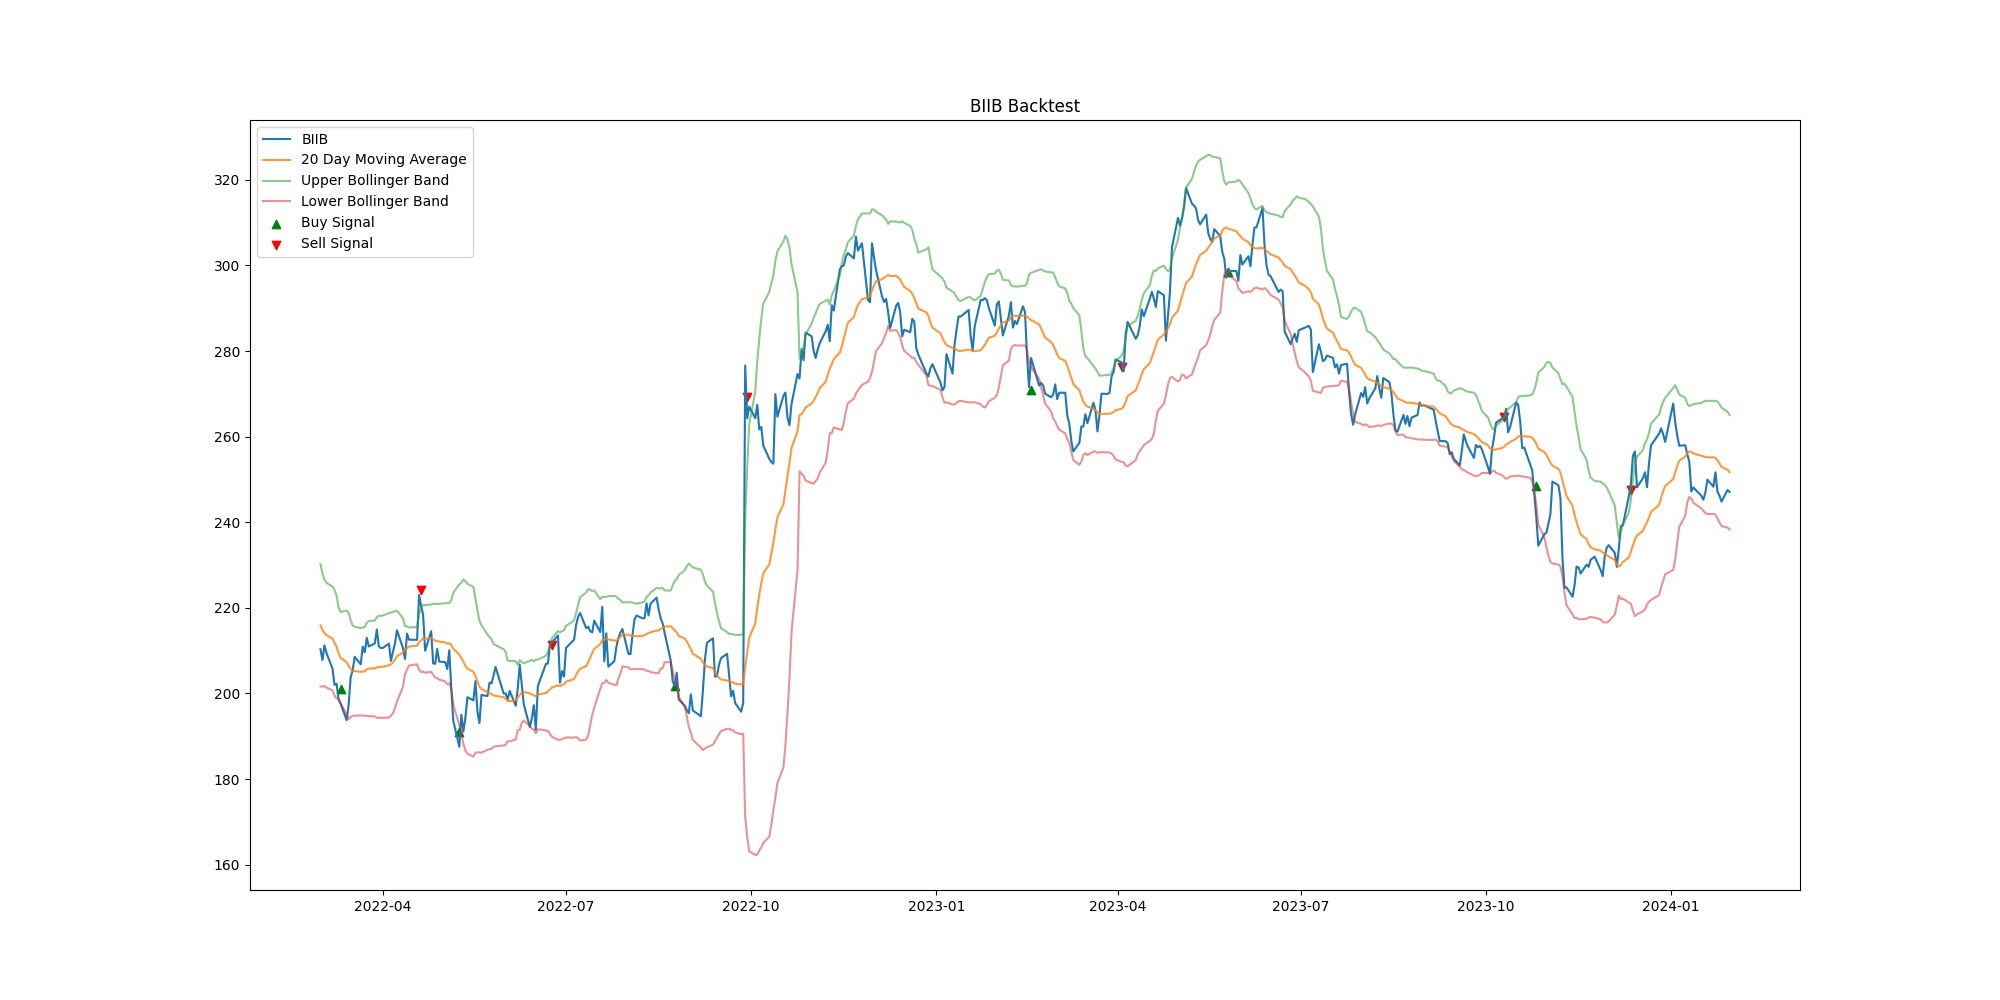 BIIB Backtest
BIIB
20 Day Moving Average
Upper Bollinger Band
Lower Bollinger Band
Buy Signal
Sell Signal
320
300
280
260
240
220
200
180
160
2022-04 2022-07 2022-10 2023-01 2023-04 2023-07 2023-10 2024-01